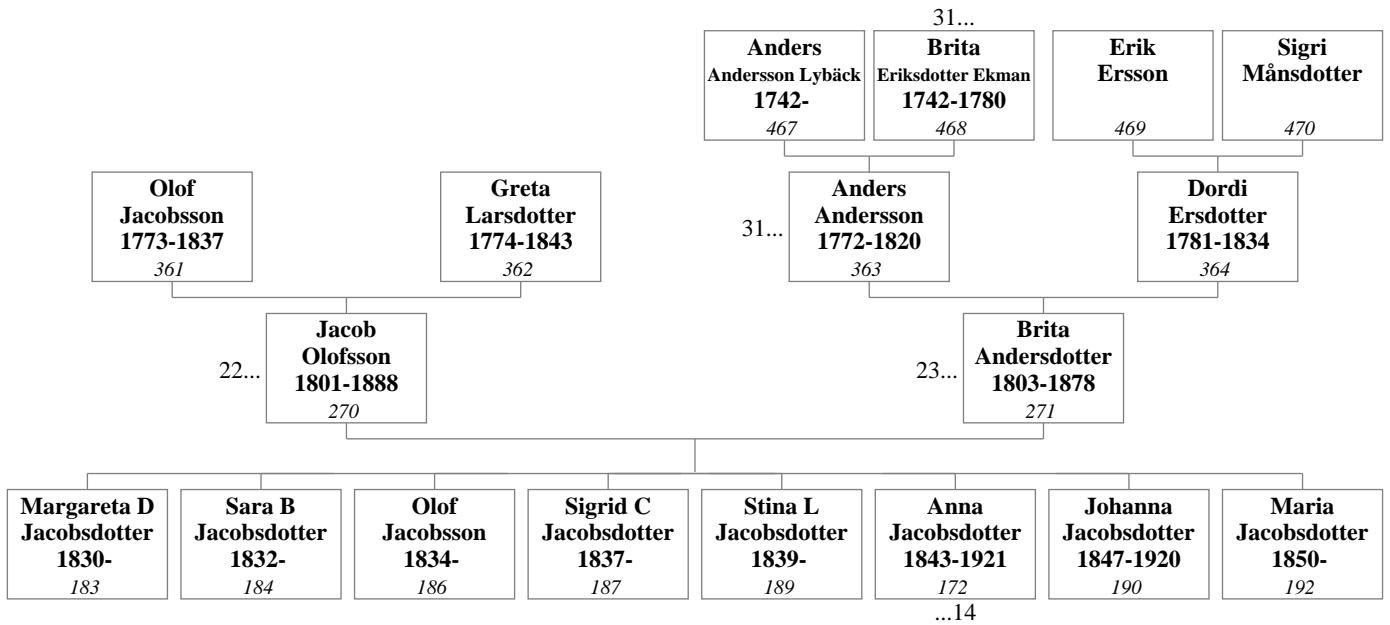 31...
Anders
Andersson Lybäck
1742-
467
Brita
Eriksdotter Ekman
1742-1780
468
Erik
Ersson
469
Sigri
Månsdotter
470
Olof
Jacobsson
1773-1837
361
Greta
Larsdotter
1774-1843
362
31...
Anders
Andersson
1772-1820
363
Dordi
Ersdotter
1781-1834
364
22...
Jacob
Olofsson
1801-1888
270
23...
Brita
Andersdotter
1803-1878
271
Margareta D
Jacobsdotter
1830-
183
Sara B
Jacobsdotter
1832-
184
Olof
Jacobsson
1834-
186
Sigrid C
Jacobsdotter
1837-
187
Stina L
Jacobsdotter
1839-
189
Anna
Jacobsdotter
1843-1921
172
...14
Johanna
Jacobsdotter
1847-1920
190
Maria
Jacobsdotter
1850-
192